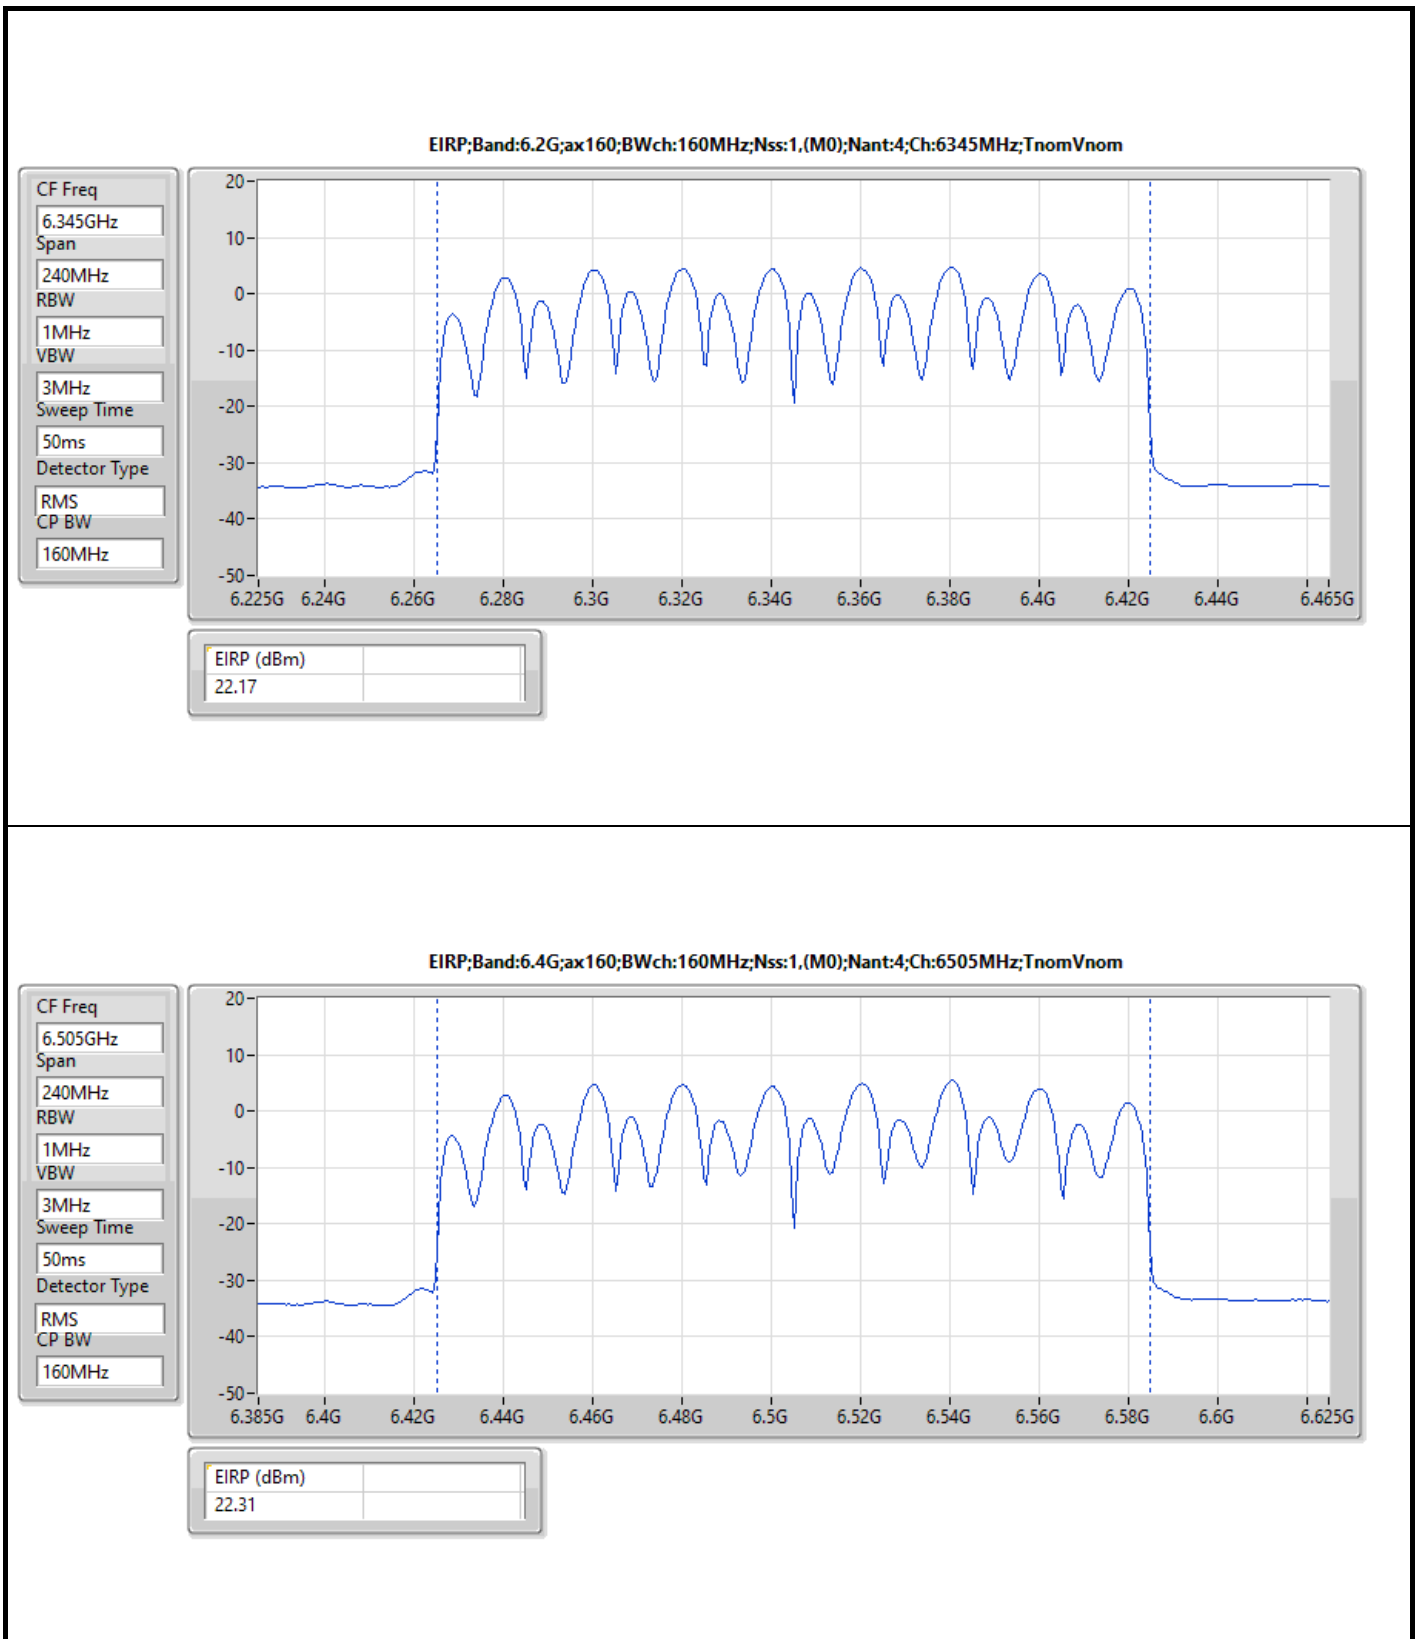 EIRP;Band:6.2G;ax160;BWch:160MHz;Nss:1,(M0);Nant:4;Ch:6345MHz;TnomVnom
CF Freq
6.345GHz
Span
240MHz
RBW
1MHz
VBW
3MHz
Sweep Time
50ms
Detector Type
RMS
CP BW
160MHz
20
10
0
-10
-20
-30
-40
-50
6.225G 6.24G 6.26G 6.28G 6.3G 6.32G 6.34G 6.36G 6.38G 6.4G 6.42G 6.44G 6.465G
EIRP (dBm)
22.17
EIRP;Band:6.4G;ax160;BWch:160MHz;Nss:1,(M0);Nant:4;Ch:6505MHz;TnomVnom
CF Freq
6.505GHz
Span
240MHz
RBW
1MHz
VBW
3MHz
Sweep Time
50ms
Detector Type
RMS
CP BW
160MHz
20
10
0
-10
-20
-30
-40
-50
6.385G 6.4G 6.42G 6.44G 6.46G 6.48G 6.5G 6.52G 6.54G 6.56G 6.58G 6.6G 6.625G
EIRP (dBm)
22.31